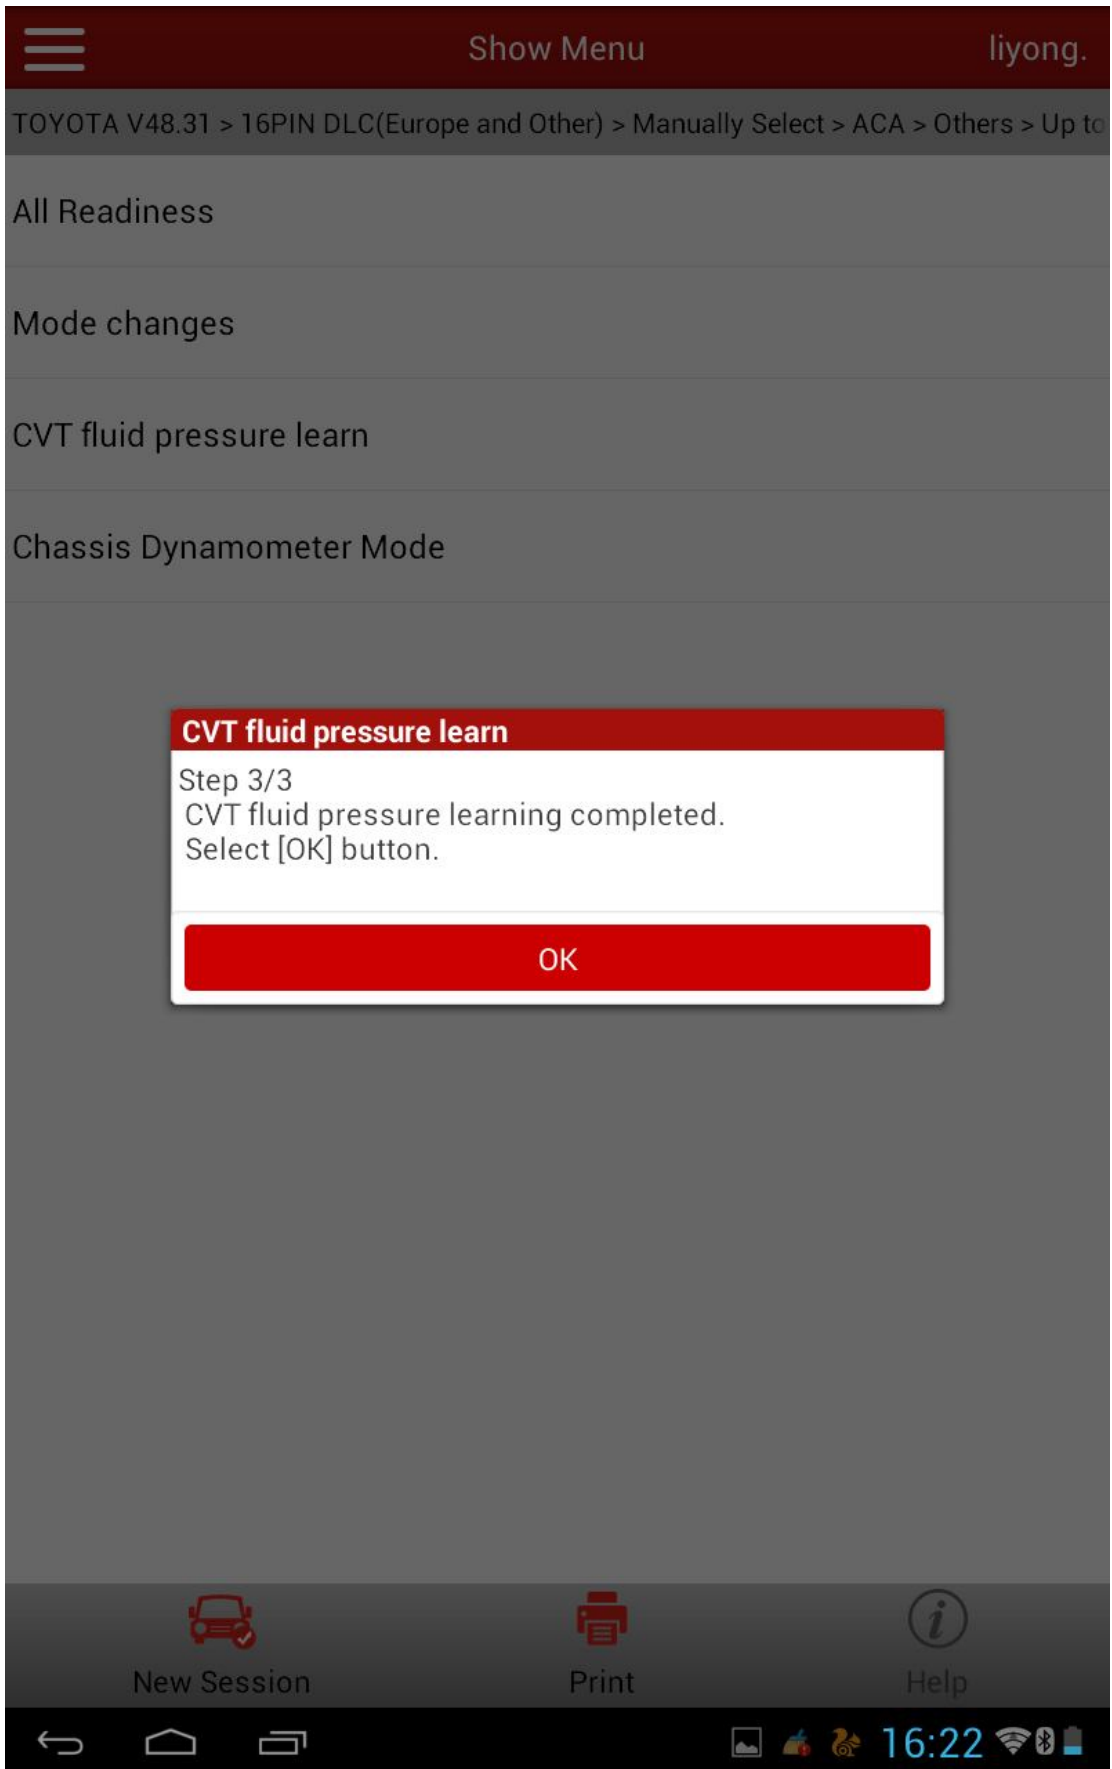 Show Menu
liyong.
TOYOTA V48.31 > 16PIN DLC(Europe and Other) > Manually Select > ACA > Others > Up to
All Readiness
Mode changes
CVT fluid pressure learn
Chassis Dynamometer Mode
CVT fluid pressure learn
Step 3/3
CVT fluid pressure learning completed.
Select [OK] button.
OK
New Session
Print
Help
16:22